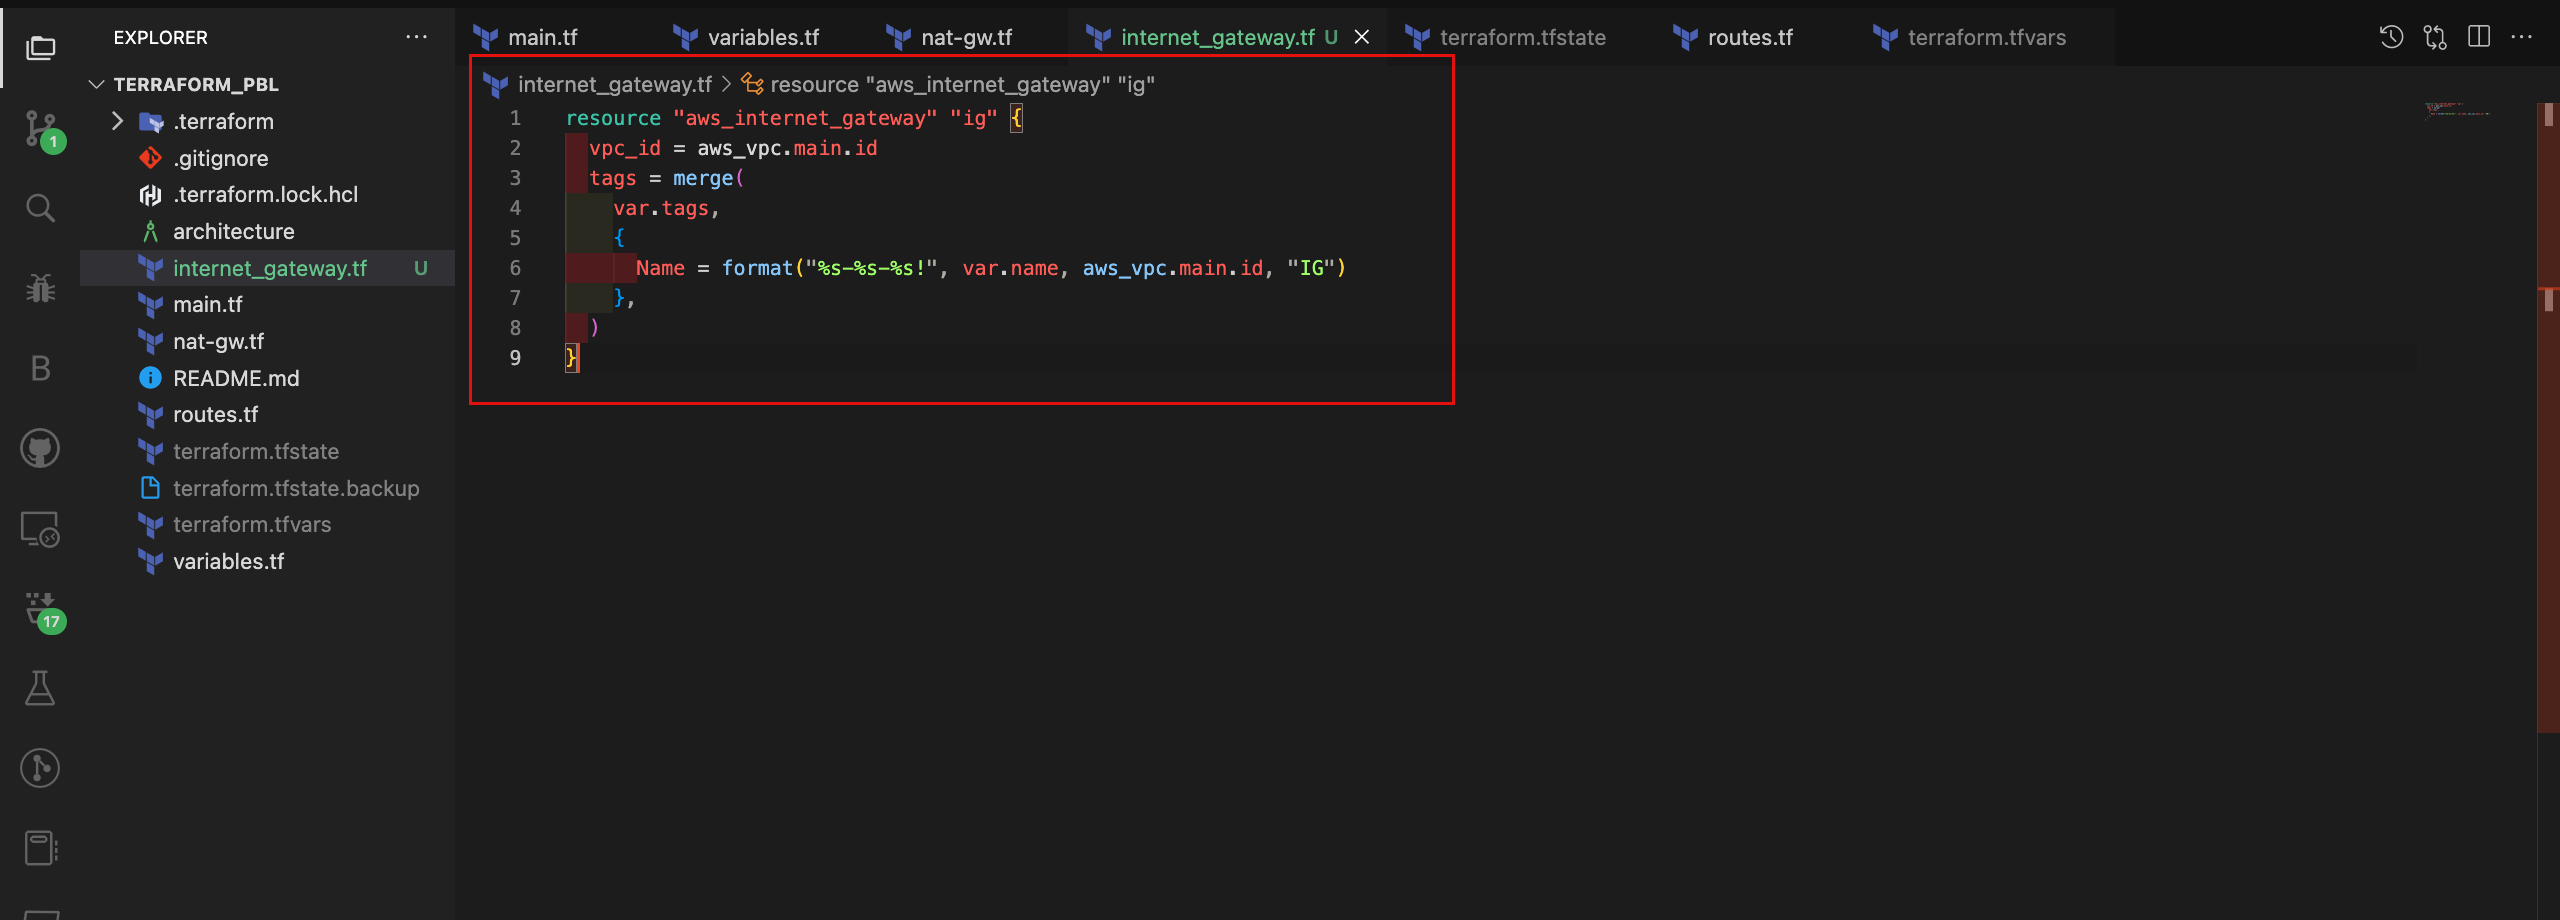 EXPLORER
TERRAFORM_PBL
.terraform
.gitignore
.terraform.lock.hcl
architecture
internet_gateway.tf U
main.tf
nat-gw.tf
README.md
routes.tf
terraform.tfstate
terraform.tfstate.backup
terraform.tfvars
variables.tf
1
B
17
main.tf variables.tf nat-gw.tf internet_gateway.tf U terraform.tfstate routes.tf terraform.tfvars
internet_gateway.tf > resource "aws_internet_gateway" "ig"
1 resource "aws_internet_gateway" "ig" {
2 vpc_id = aws_vpc.main.id
3 tags = merge(
4 var.tags,
5 {
6 Name = format("%s-%s-%s!", var.name, aws_vpc.main.id, "IG")
7 },
8 )
9 }